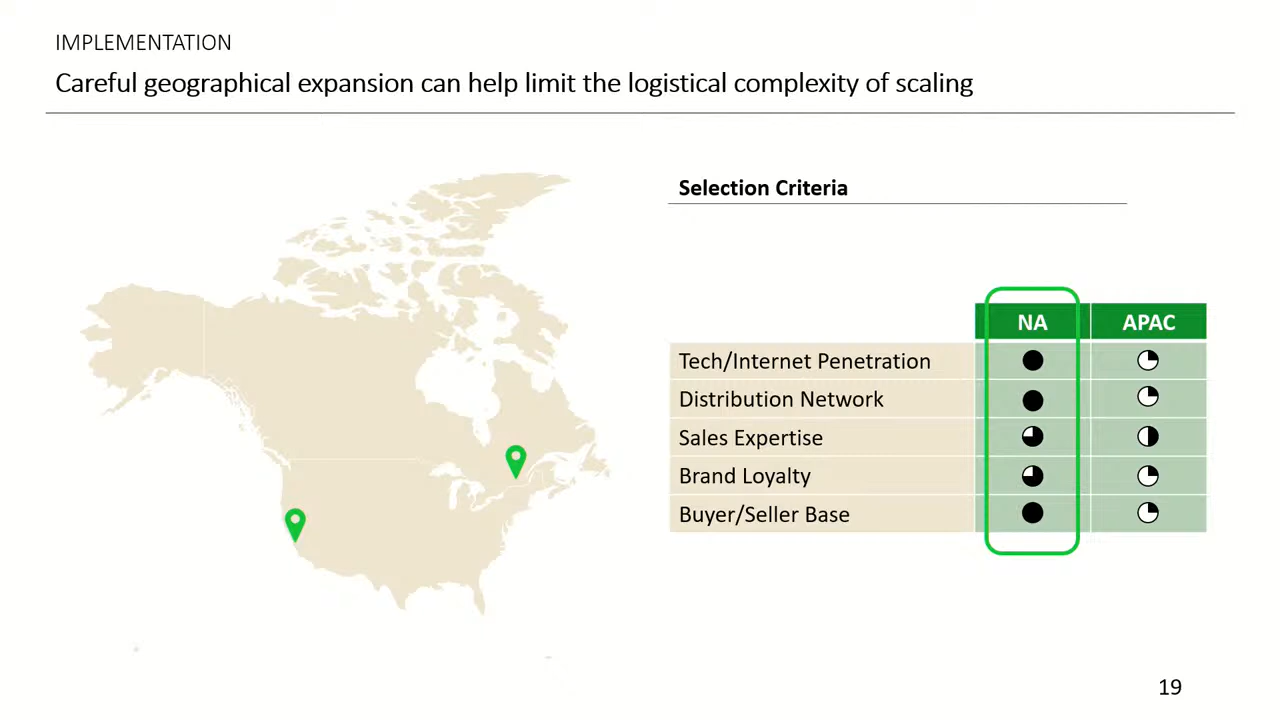 IMPLEMENTATION
Careful geographical expansion can help limit the logistical complexity of scaling
Selection Criteria
NA APAC
Tech/Internet Penetration
Distribution Network
Sales Expertise
Brand Loyalty
Buyer/Seller Base
19